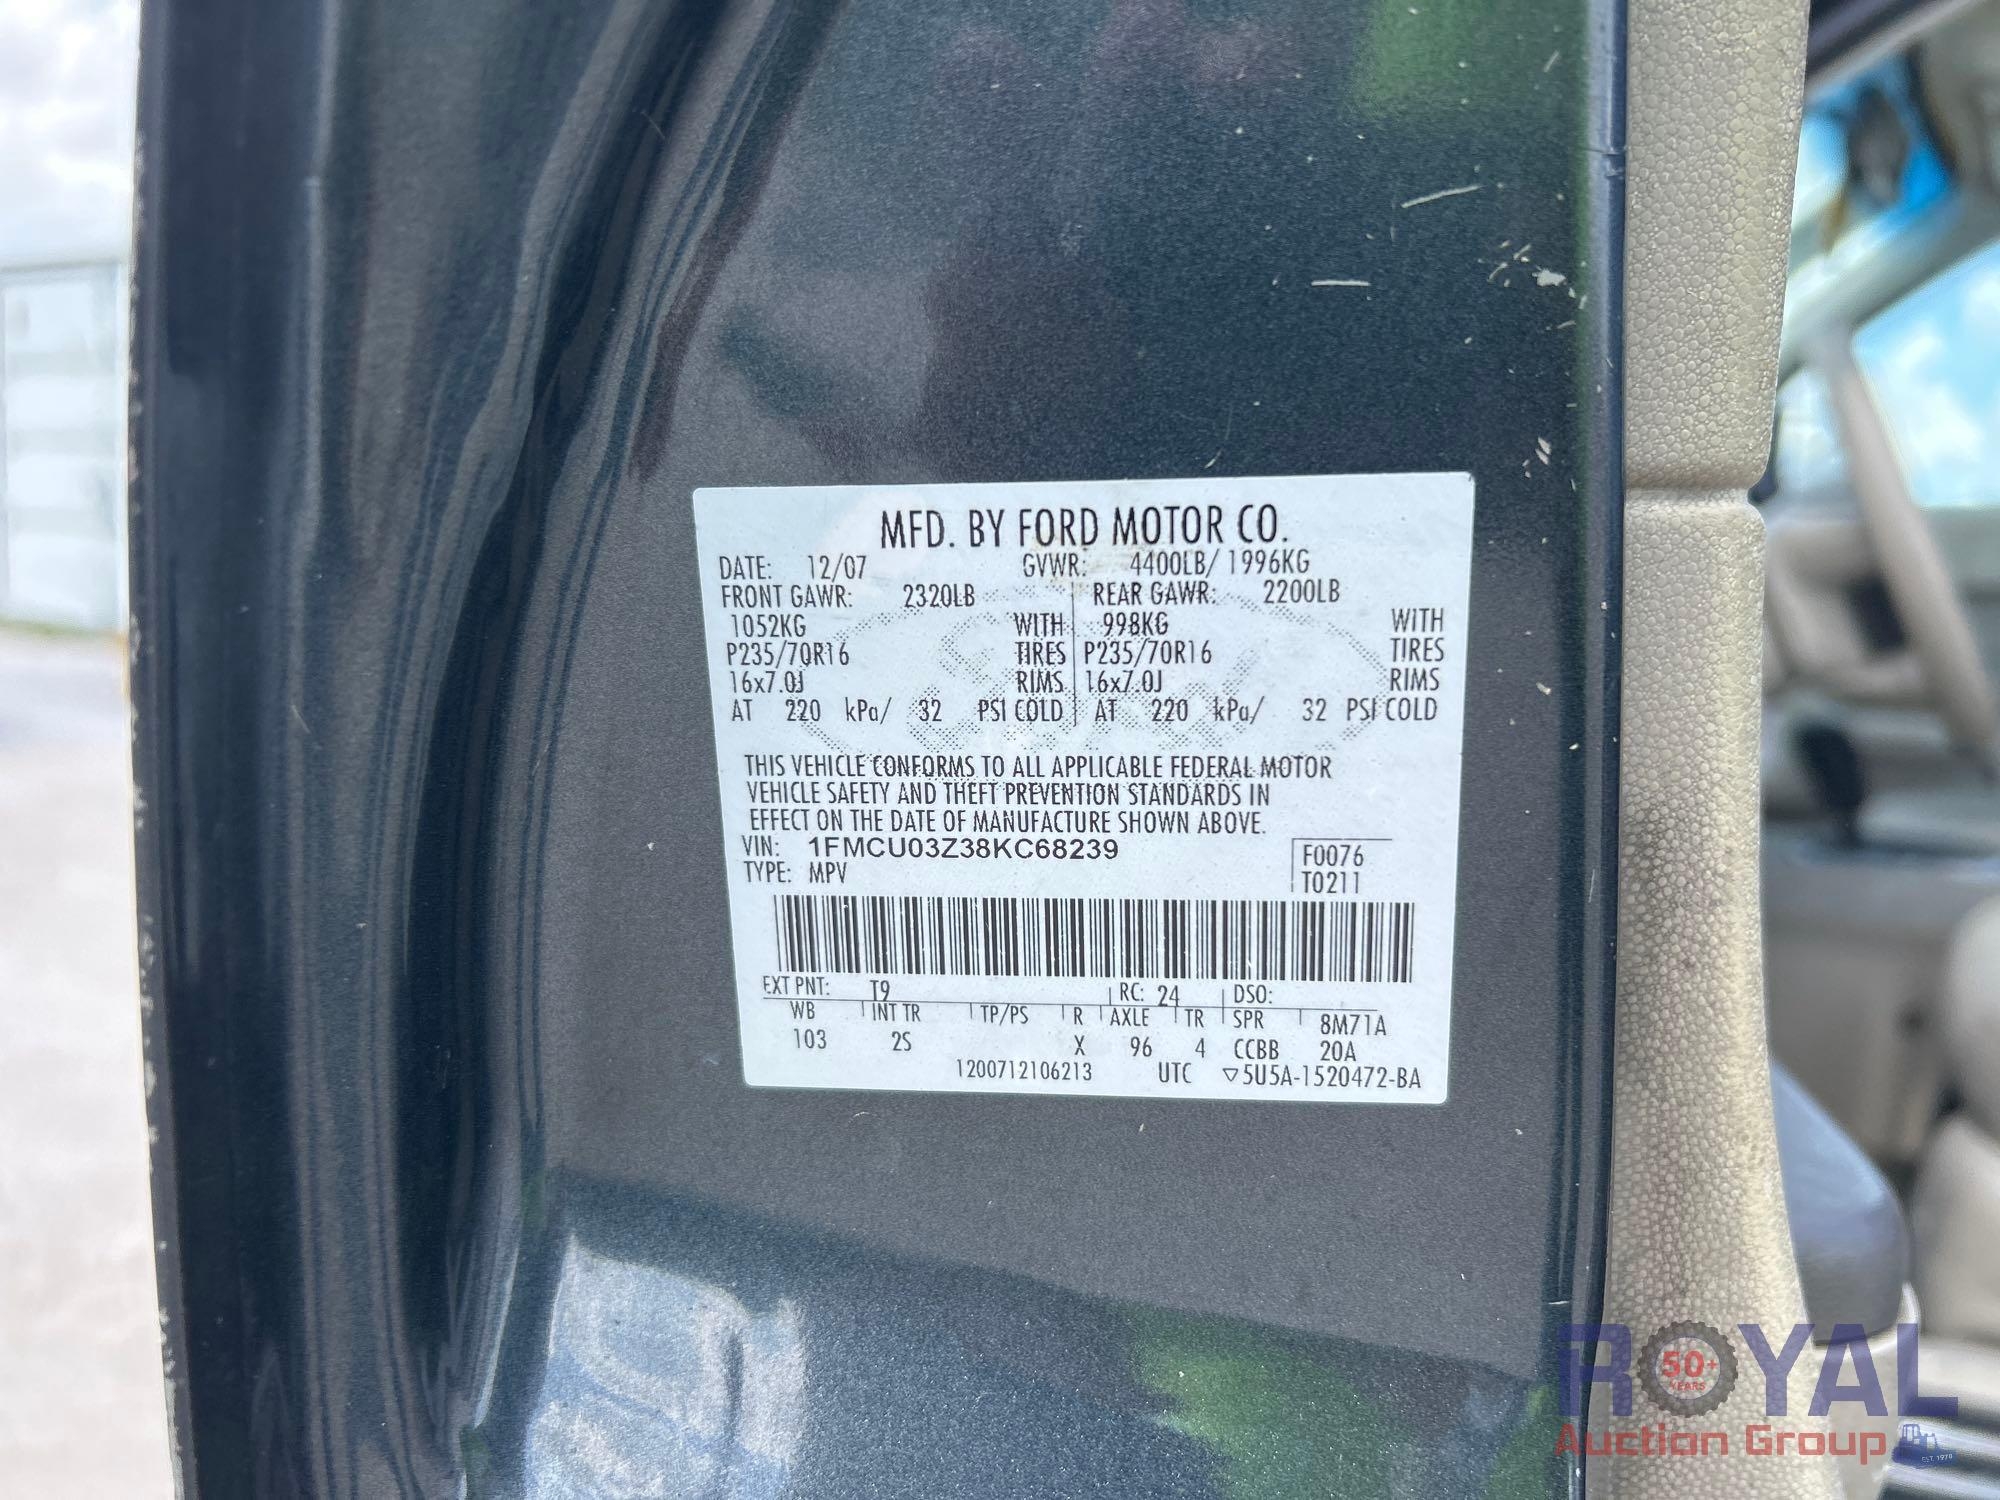 MFD. BY FORD MOTOR CO.
DATE: 12/07 GVWR: 4400LB/ 1996KG
FRONT GAWR: 2320LB REAR GAWR: 2200LB
1052KG WITH 998KG WITH
P235/70R16 TIRES P235/70R16 TIRES
16x7.0J RIMS 16x7.0J RIMS
AT 220 kPa/ 32 PSI COLD AT 220 kPa/ 32 PSI COLD
THIS VEHICLE CONFORMS TO ALL APPLICABLE FEDERAL MOTOR
VEHICLE SAFETY AND THEFT PREVENTION STANDARDS IN
EFFECT ON THE DATE OF MANUFACTURE SHOWN ABOVE.
VIN: 1FMCU03Z38KC68239 F0076
TYPE: MPV T0211
EXT PNT: T9 RC: 24 DSO:
WB INT TR TP/PS R AXLE TR SPR 8M71A
103 2S X 96 4 CCBB 20A
1200712106213 UTC ▽5U5A-1520472-BA
ROYAL
50+
YEARS
Auction Group
EST. 1970